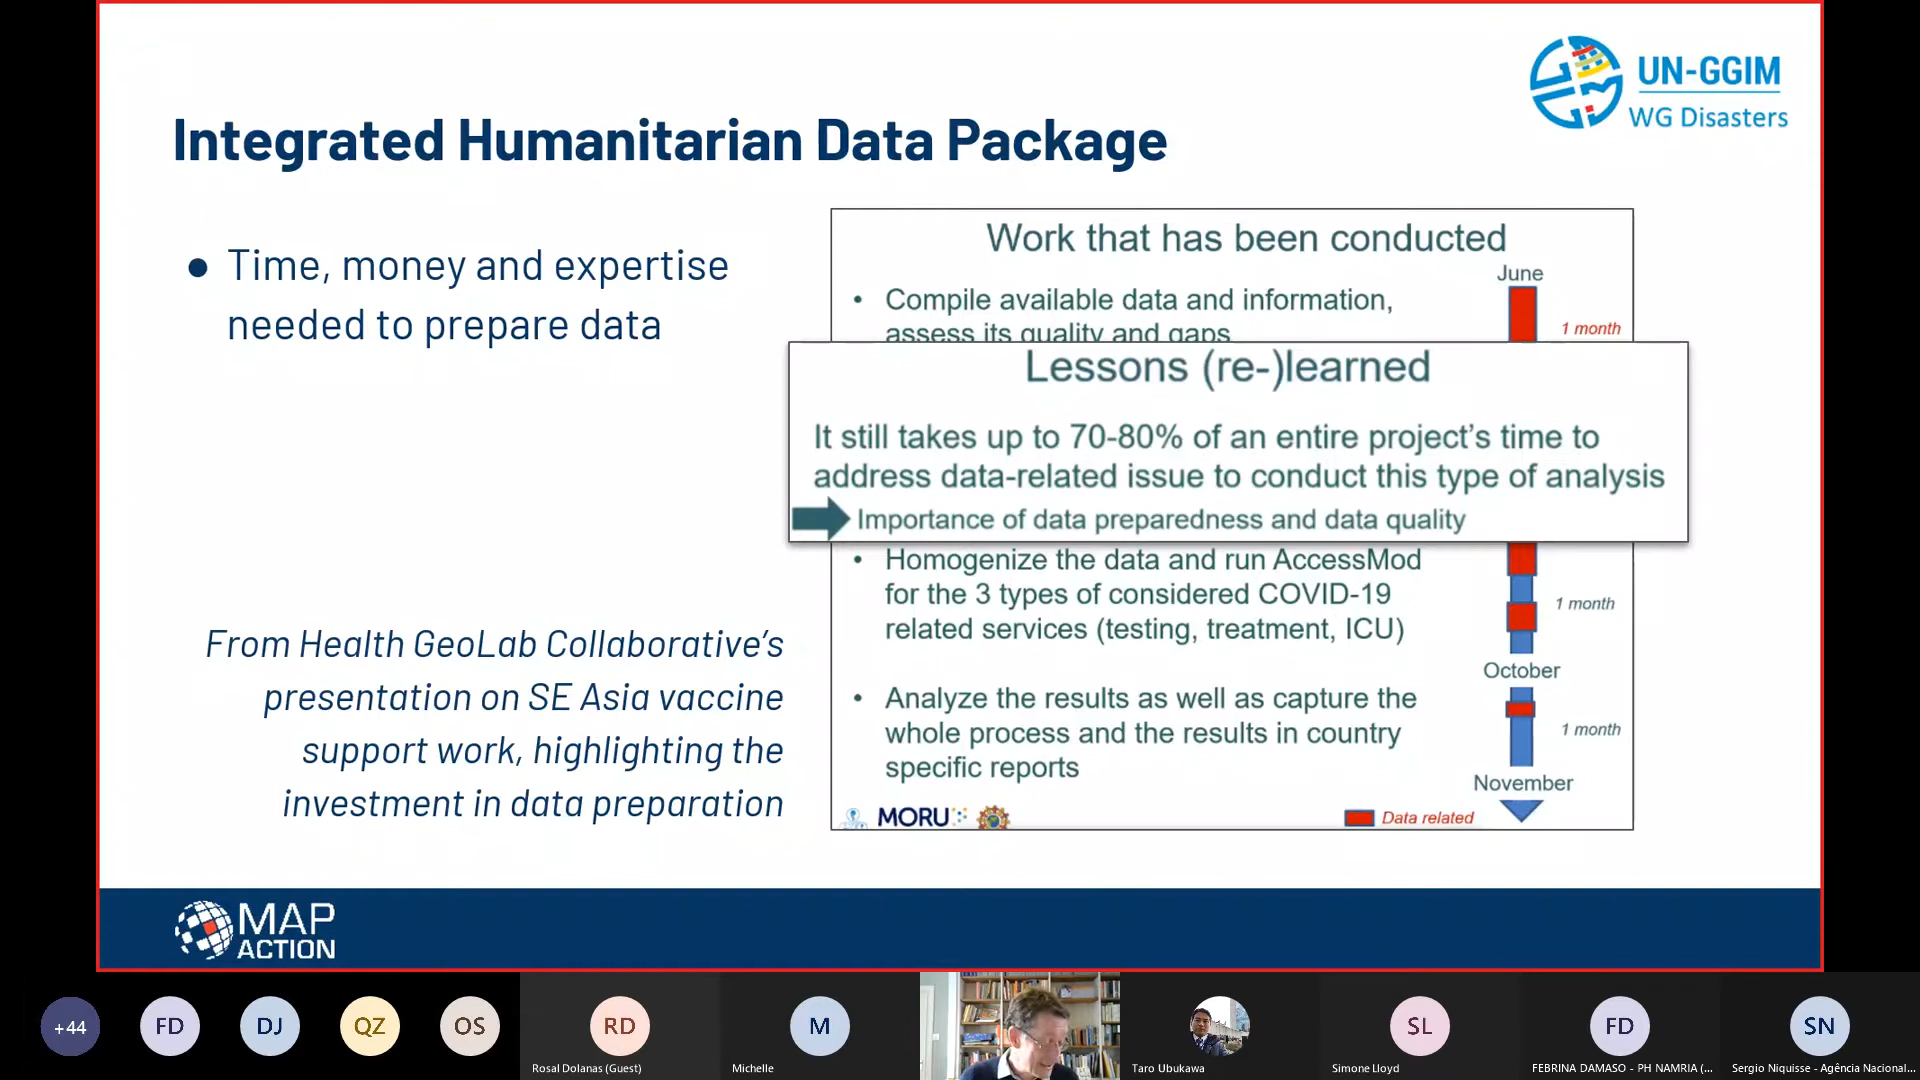 UN-GGIM
WG Disasters
Integrated Humanitarian Data Package
● Time, money and expertise
needed to prepare data
From Health GeoLab Collaborative's
presentation on SE Asia vaccine
support work, highlighting the
investment in data preparation
Work that has been conducted
June
• Compile available data and information,
assess its quality and gaps
1 month
Lessons (re-)learned
It still takes up to 70-80% of an entire project's time to
address data-related issue to conduct this type of analysis
Importance of data preparedness and data quality
• Homogenize the data and run AccessMod
for the 3 types of considered COVID-19
related services (testing, treatment, ICU)
1 month
October
• Analyze the results as well as capture the
whole process and the results in country
specific reports
1 month
November
MORU
Data related
MAP
ACTION
+44
FD
DJ
QZ
OS
RD
Rosal Dolanas (Guest)
M
Michelle
Taro Ubukawa
SL
Simone Lloyd
FD
FEBRINA DAMASO - PH NAMRIA (...
SN
Sergio Niquisse - Agência Nacional...